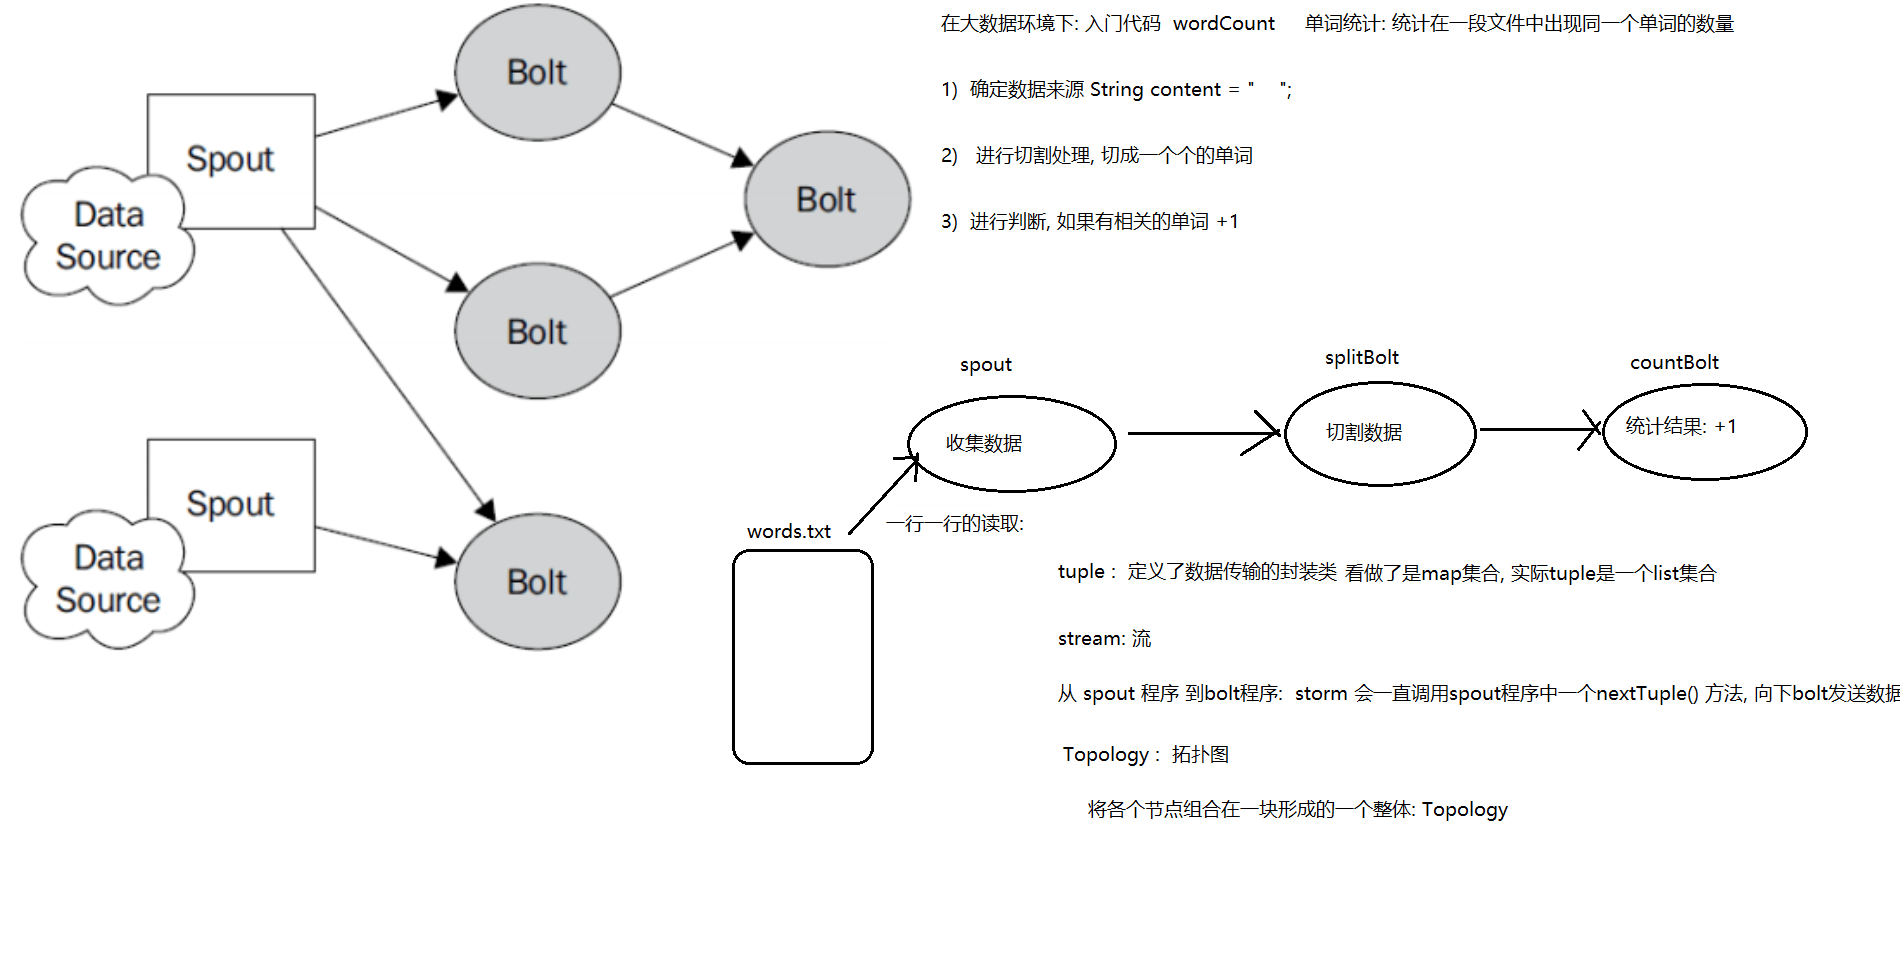 Bolt
Spout
Data
Source
Bolt
Bolt
Spout
Data
Source
Bolt
在大数据环境下: 入门代码 wordCount 单词统计: 统计在一段文件中出现同一个单词的数量
1) 确定数据来源 String content = " ";
2) 进行切割处理, 切成一个个的单词
3) 进行判断, 如果有相关的单词 +1
spout
splitBolt
countBolt
收集数据
切割数据
统计结果: +1
words.txt
一行一行的读取:
tuple : 定义了数据传输的封装类 看做了是map集合, 实际tuple是一个list集合
stream: 流
从 spout 程序 到bolt程序: storm 会一直调用spout程序中一个nextTuple() 方法, 向下bolt发送数据
Topology : 拓扑图
将各个节点组合在一块形成的一个整体: Topology